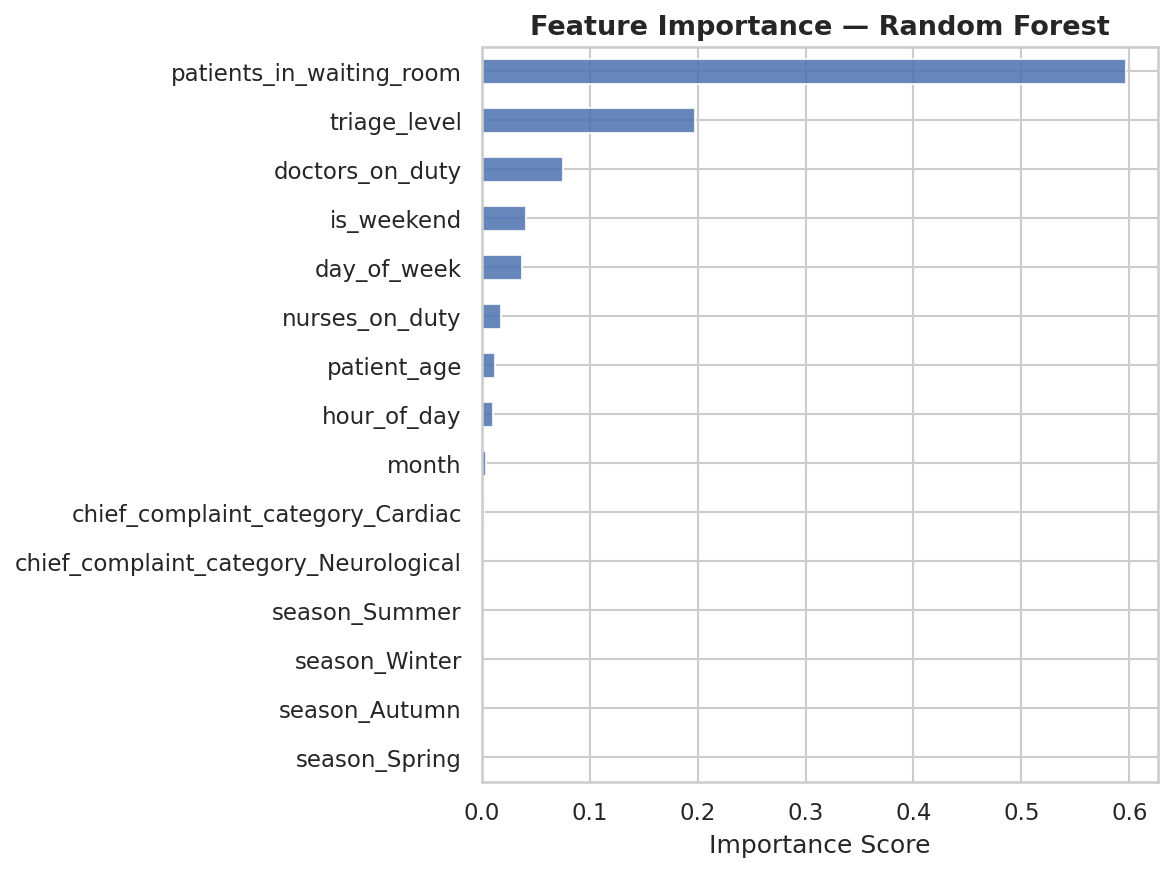 Feature Importance — Random Forest
patients_in_waiting_room
triage_level
doctors_on_duty
is_weekend
day_of_week
nurses_on_duty
patient_age
hour_of_day
month
chief_complaint_category_Cardiac
chief_complaint_category_Neurological
season_Summer
season_Winter
season_Autumn
season_Spring
0.0 0.1 0.2 0.3 0.4 0.5 0.6
Importance Score